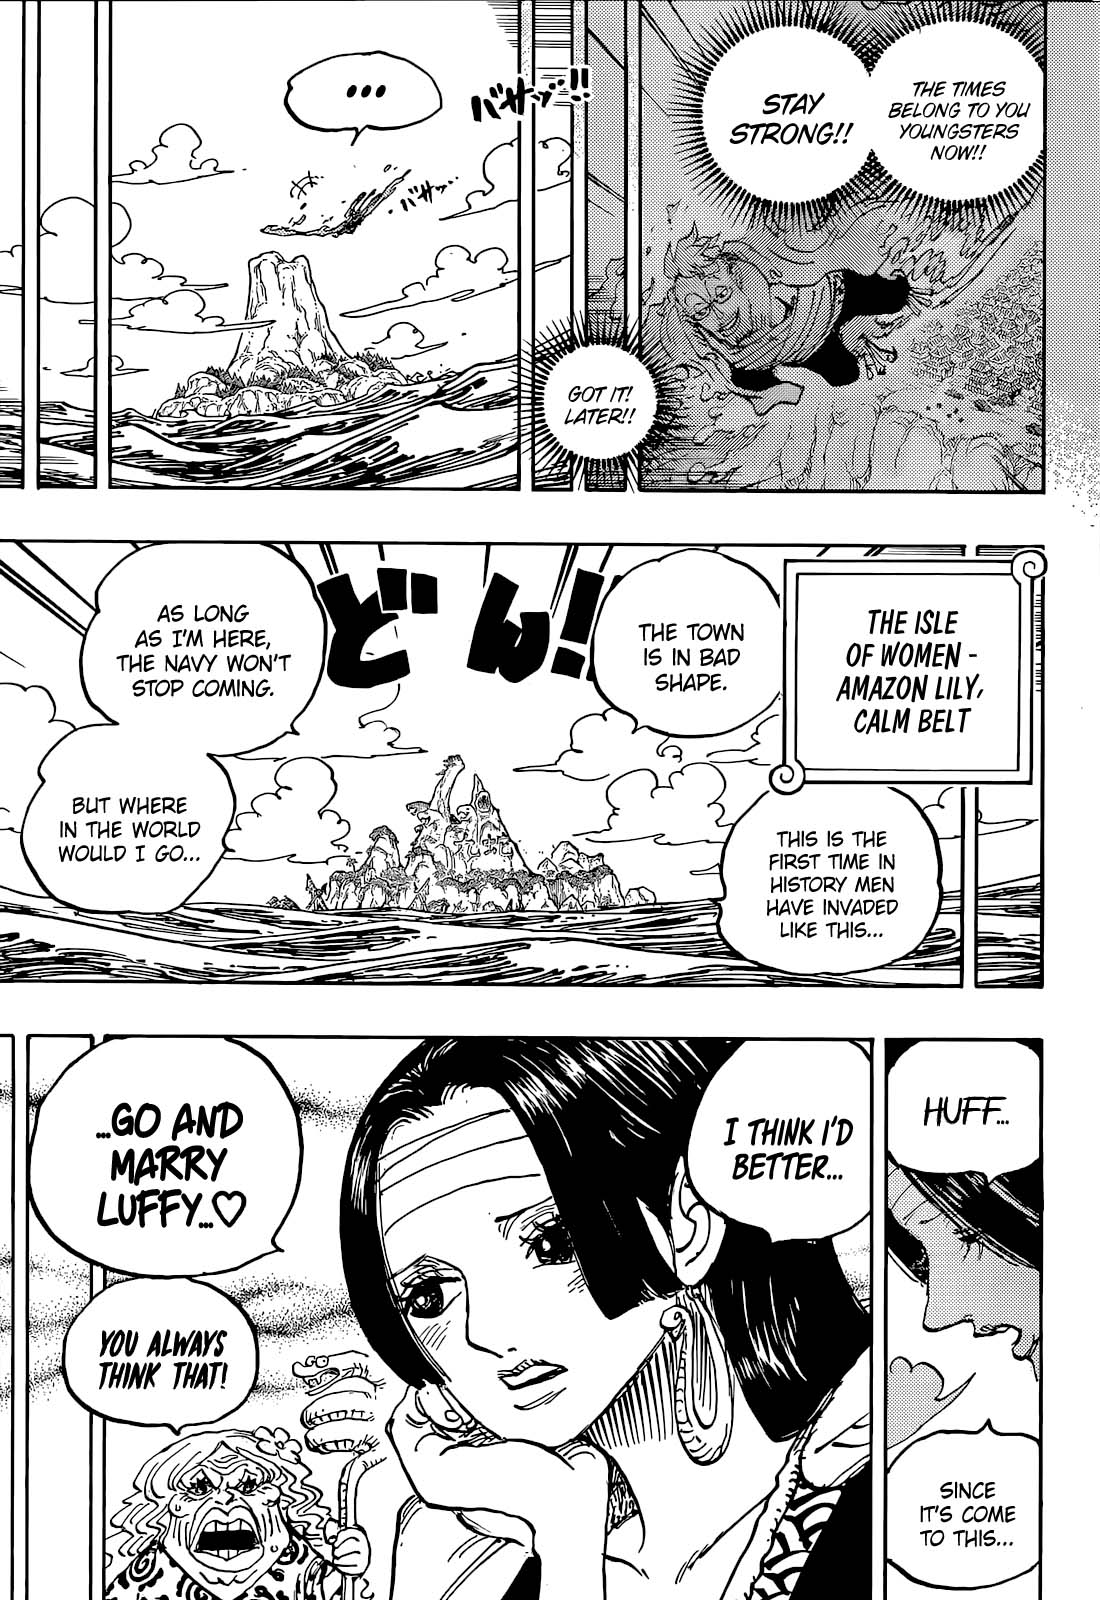 THE TIMES
BELONG TO YOU
YOUNGSTERS
NOW!!
STAY
STRONG!!
GOT IT!
LATER!!
バサッ!!
...
バサッ!!
THE ISLE
OF WOMEN -
AMAZON LILY,
CALM BELT
THE TOWN
IS IN BAD
SHAPE.
THIS IS THE
FIRST TIME IN
HISTORY MEN
HAVE INVADED
LIKE THIS...
どん!!
AS LONG
AS I'M HERE,
THE NAVY WON'T
STOP COMING.
BUT WHERE
IN THE WORLD
WOULD I GO...
HUFF...
SINCE
IT'S COME
TO THIS...
I THINK I'D
BETTER...
...GO AND
MARRY
LUFFY...♡
YOU ALWAYS
THINK THAT!